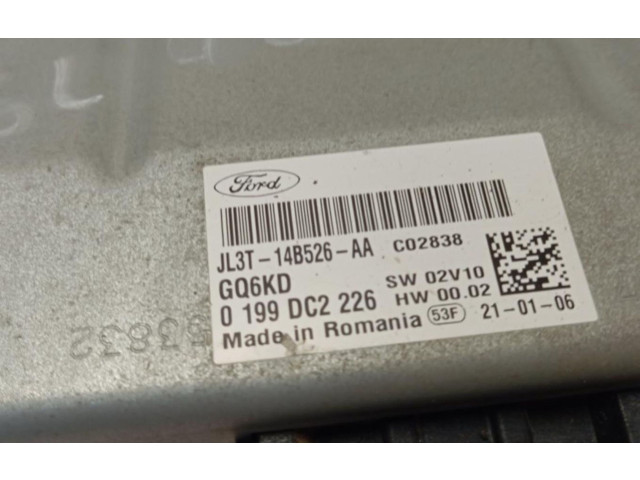 Ford
JL3T-14B526-AA C02838
GQ6KD SW 02V10
0 199 DC2 226 HW 00.02
Made in Romania 53F 21-01-06
53832